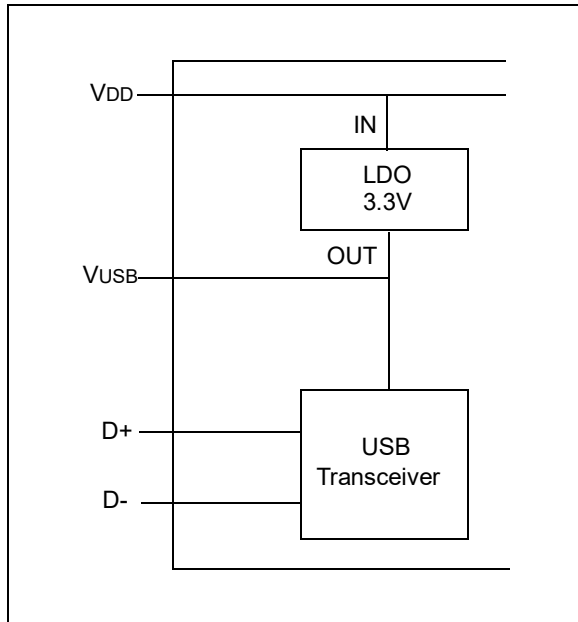 VDD
IN
LDO
3.3V
OUT
VUSB
D+
USB
Transceiver
D-